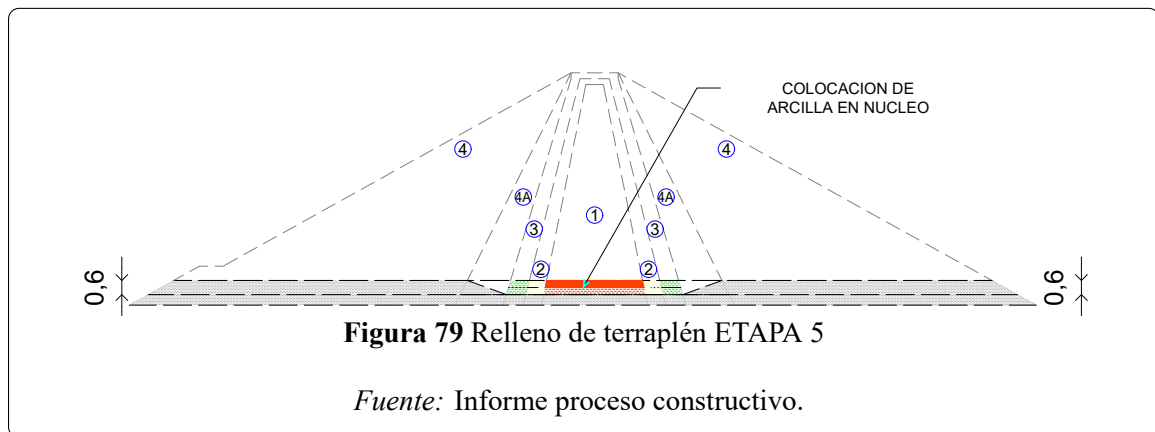 COLOCACION DE
ARCILLA EN NUCLEO
4
4
4A
4A
1
3
3
2
2
0,6
0,6
Figura 79 Relleno de terraplén ETAPA 5
Fuente: Informe proceso constructivo.